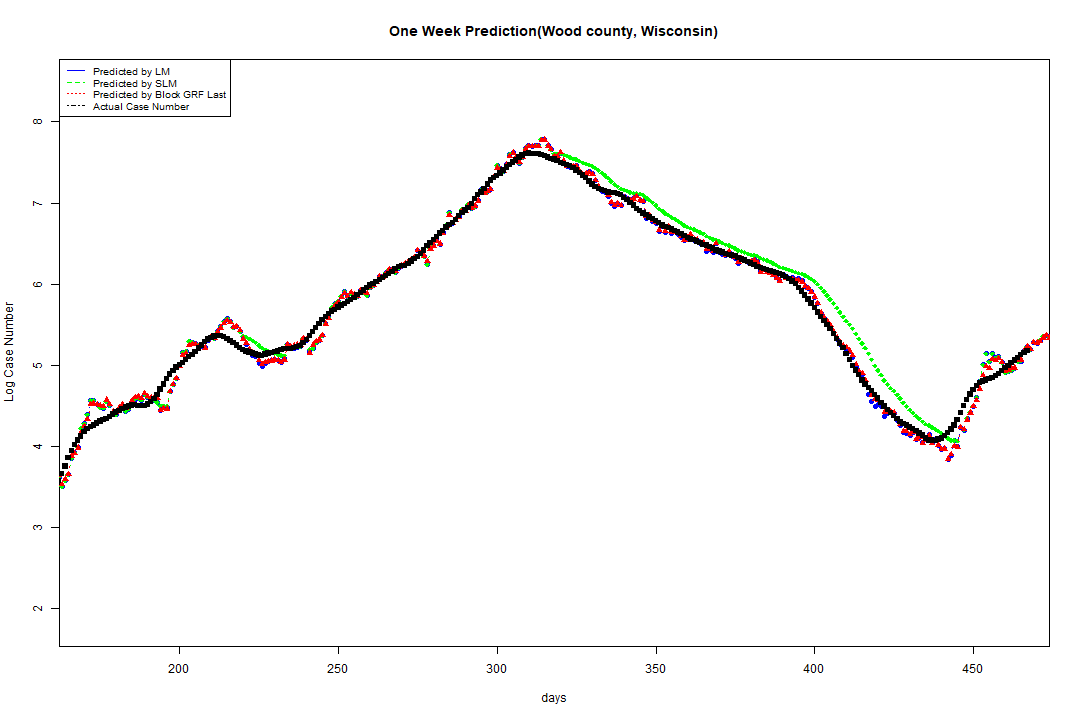 One Week Prediction(Wood county, Wisconsin)
Predicted by LM
Predicted by SLM
Predicted by Block GRF Last
Actual Case Number
Log Case Number
8
7
6
5
4
3
2
200 250 300 350 400 450
days